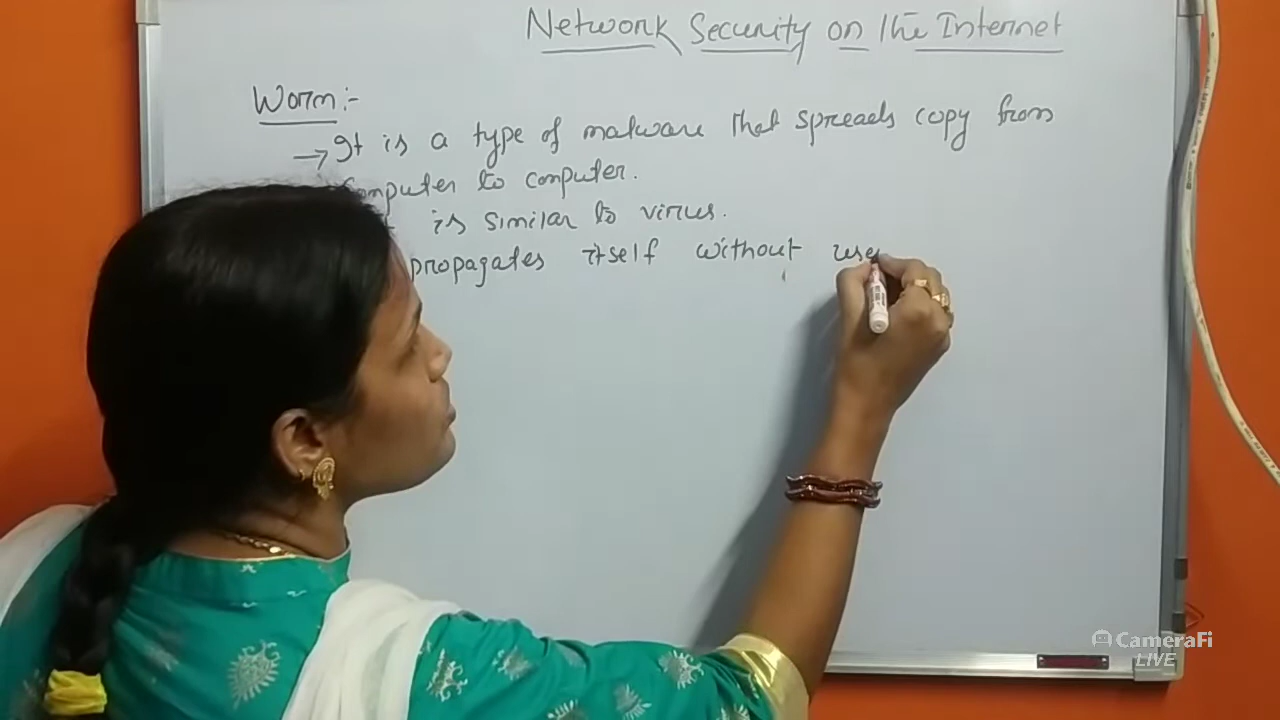 Network Security on the Internet
Worm:-
→ It is a type of malware that spreads copy from
Computer to computer.
is similar to virus.
propagates itself without use
CameraFi
LIVE